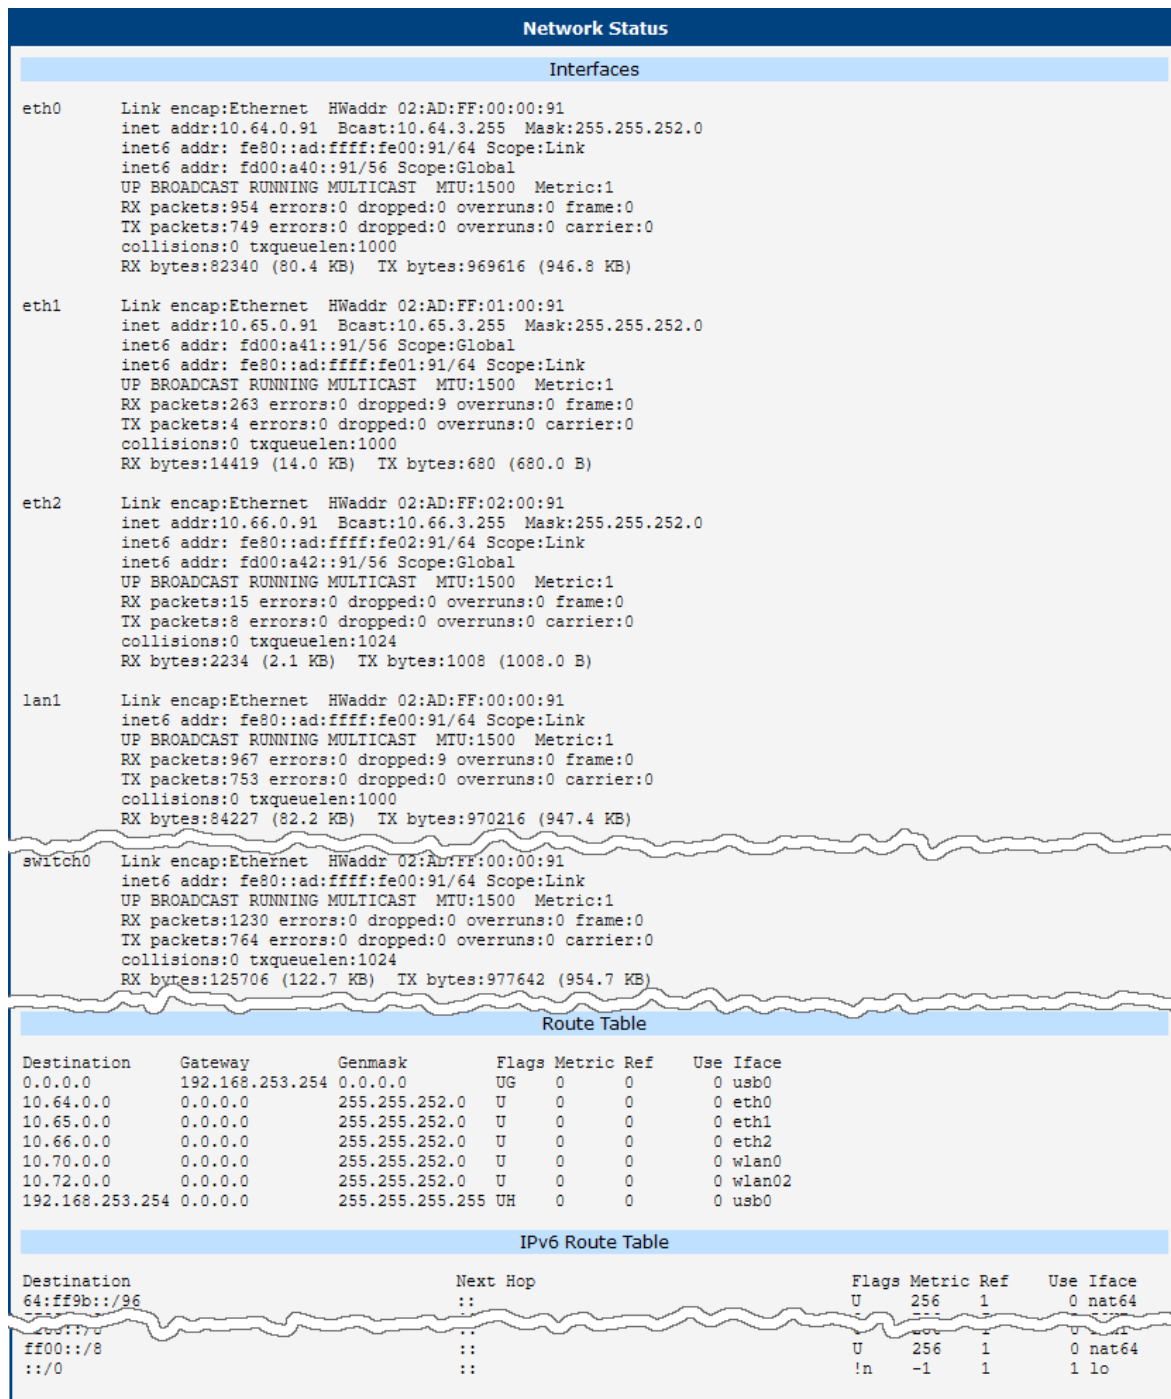 Network Status
Interfaces
eth0 Link encap:Ethernet HWaddr 02:AD:FF:00:00:91
inet addr:10.64.0.91 Bcast:10.64.3.255 Mask:255.255.252.0
inet6 addr: fe80::ad:ffff:fe00:91/64 Scope:Link
inet6 addr: fd00:a40::91/56 Scope:Global
UP BROADCAST RUNNING MULTICAST MTU:1500 Metric:1
RX packets:954 errors:0 dropped:0 overruns:0 frame:0
TX packets:749 errors:0 dropped:0 overruns:0 carrier:0
collisions:0 txqueuelen:1000
RX bytes:82340 (80.4 KB) TX bytes:969616 (946.8 KB)
eth1 Link encap:Ethernet HWaddr 02:AD:FF:01:00:91
inet addr:10.65.0.91 Bcast:10.65.3.255 Mask:255.255.252.0
inet6 addr: fd00:a41::91/56 Scope:Global
inet6 addr: fe80::ad:ffff:fe01:91/64 Scope:Link
UP BROADCAST RUNNING MULTICAST MTU:1500 Metric:1
RX packets:263 errors:0 dropped:9 overruns:0 frame:0
TX packets:4 errors:0 dropped:0 overruns:0 carrier:0
collisions:0 txqueuelen:1000
RX bytes:14419 (14.0 KB) TX bytes:680 (680.0 B)
eth2 Link encap:Ethernet HWaddr 02:AD:FF:02:00:91
inet addr:10.66.0.91 Bcast:10.66.3.255 Mask:255.255.252.0
inet6 addr: fe80::ad:ffff:fe02:91/64 Scope:Link
inet6 addr: fd00:a42::91/56 Scope:Global
UP BROADCAST RUNNING MULTICAST MTU:1500 Metric:1
RX packets:15 errors:0 dropped:0 overruns:0 frame:0
TX packets:8 errors:0 dropped:0 overruns:0 carrier:0
collisions:0 txqueuelen:1024
RX bytes:2234 (2.1 KB) TX bytes:1008 (1008.0 B)
lan1 Link encap:Ethernet HWaddr 02:AD:FF:00:00:91
inet6 addr: fe80::ad:ffff:fe00:91/64 Scope:Link
UP BROADCAST RUNNING MULTICAST MTU:1500 Metric:1
RX packets:967 errors:0 dropped:9 overruns:0 frame:0
TX packets:753 errors:0 dropped:0 overruns:0 carrier:0
collisions:0 txqueuelen:1000
RX bytes:84227 (82.2 KB) TX bytes:970216 (947.4 KB)
switch0 Link encap:Ethernet HWaddr 02:AD:FF:00:00:91
inet6 addr: fe80::ad:ffff:fe00:91/64 Scope:Link
UP BROADCAST RUNNING MULTICAST MTU:1500 Metric:1
RX packets:1230 errors:0 dropped:0 overruns:0 frame:0
TX packets:764 errors:0 dropped:0 overruns:0 carrier:0
collisions:0 txqueuelen:1024
RX bytes:125706 (122.7 KB) TX bytes:977642 (954.7 KB)
Route Table
Destination Gateway Genmask Flags Metric Ref Use Iface
0.0.0.0 192.168.253.254 0.0.0.0 UG 0 0 0 usb0
10.64.0.0 0.0.0.0 255.255.252.0 U 0 0 0 eth0
10.65.0.0 0.0.0.0 255.255.252.0 U 0 0 0 eth1
10.66.0.0 0.0.0.0 255.255.252.0 U 0 0 0 eth2
10.70.0.0 0.0.0.0 255.255.252.0 U 0 0 0 wlan0
10.72.0.0 0.0.0.0 255.255.252.0 U 0 0 0 wlan02
192.168.253.254 0.0.0.0 255.255.255.255 UH 0 0 0 usb0
IPv6 Route Table
Destination Next Hop Flags Metric Ref Use Iface
64:ff9b::/96 :: U 256 1 0 nat64
ff00::/8 :: U 256 1 0 nat64
::/0 :: !n -1 1 1 lo